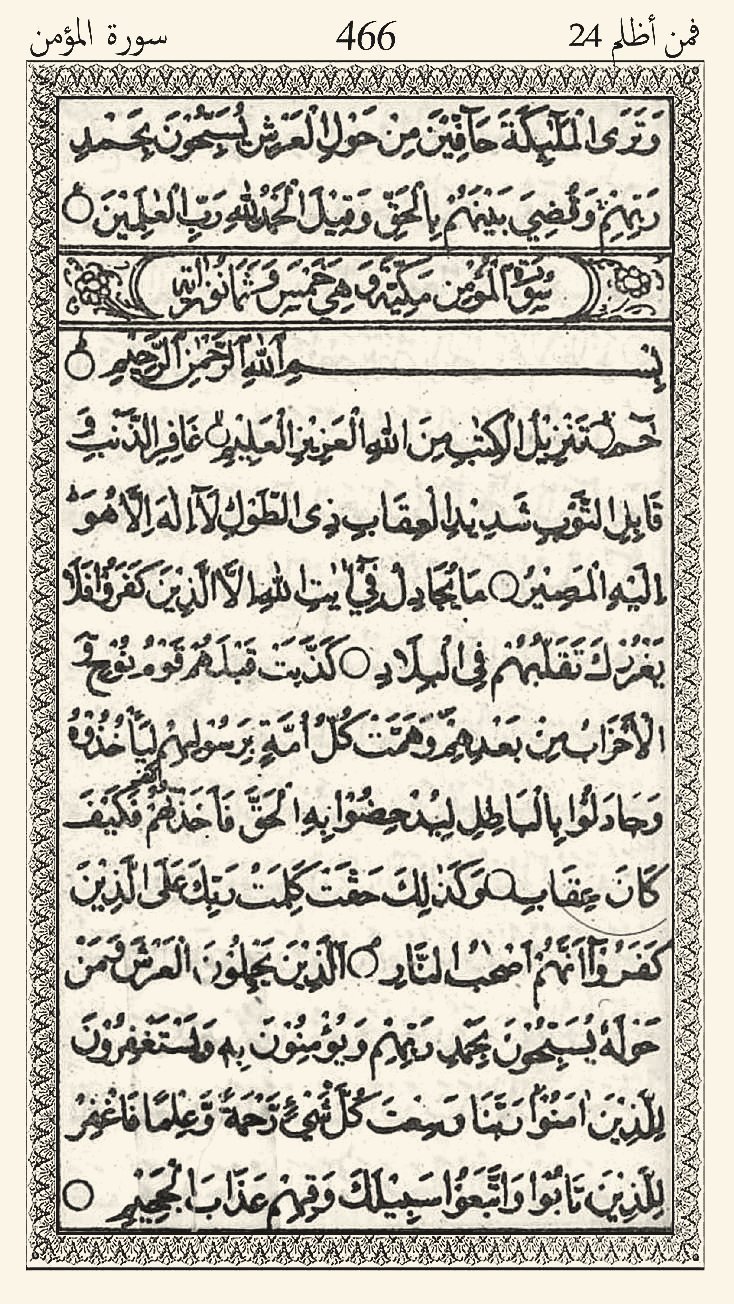 فمن أظلم 24 466 سورة المؤمن
وَتَرَى الْمَلٰٓئِكَةَ حَآفِّيْنَ مِنْ حَوْلِ الْعَرْشِ يُسَبِّحُوْنَ بِحَمْدِ
رَبِّهِمْ ۚ وَقُضِيَ بَيْنَهُمْ بِالْحَقِّ وَقِيْلَ الْحَمْدُ لِلّٰهِ رَبِّ الْعٰلَمِيْنَ ۝
سُوْرَةُ الْمُؤْمِنِ مَكِّيَّةٌ وَهِيَ خَمْسٌ وَثَمَانُوْنَ اٰيَةً
بِسْمِ اللّٰهِ الرَّحْمٰنِ الرَّحِيْمِ ۝
حٰمٓ ۝ تَنْزِيْلُ الْكِتٰبِ مِنَ اللّٰهِ الْعَزِيْزِ الْعَلِيْمِ ۝ غَافِرِ الذَّنْۢبِ وَ
قَابِلِ التَّوْبِ شَدِيْدِ الْعِقَابِ ذِى الطَّوْلِ لَآ اِلٰهَ اِلَّا هُوَ ؕ
اِلَيْهِ الْمَصِيْرُ ۝ مَا يُجَادِلُ فِيْٓ اٰيٰتِ اللّٰهِ اِلَّا الَّذِيْنَ كَفَرُوْا فَلَا
يَغْرُرْكَ تَقَلُّبُهُمْ فِى الْبِلَادِ ۝ كَذَّبَتْ قَبْلَهُمْ قَوْمُ نُوْحٍ وَّ
الْاَحْزَابُ مِنْۢ بَعْدِهِمْ وَهَمَّتْ كُلُّ اُمَّةٍۭ بِرَسُوْلِهِمْ لِيَاْخُذُوْهُ
وَجَادَلُوْا بِالْبَاطِلِ لِيُدْحِضُوْا بِهِ الْحَقَّ فَاَخَذْتُهُمْ فَكَيْفَ
كَانَ عِقَابِ ۝ وَكَذٰلِكَ حَقَّتْ كَلِمَتُ رَبِّكَ عَلَى الَّذِيْنَ
كَفَرُوْٓا اَنَّهُمْ اَصْحٰبُ النَّارِ ۝ اَلَّذِيْنَ يَحْمِلُوْنَ الْعَرْشَ وَمَنْ
حَوْلَهٗ يُسَبِّحُوْنَ بِحَمْدِ رَبِّهِمْ وَيُؤْمِنُوْنَ بِهٖ وَيَسْتَغْفِرُوْنَ
لِلَّذِيْنَ اٰمَنُوْا ۚ رَبَّنَا وَسِعْتَ كُلَّ شَيْءٍ رَّحْمَةً وَّعِلْمًا فَاغْفِرْ
لِلَّذِيْنَ تَابُوْا وَاتَّبَعُوْا سَبِيْلَكَ وَقِهِمْ عَذَابَ الْجَحِيْمِ ۝